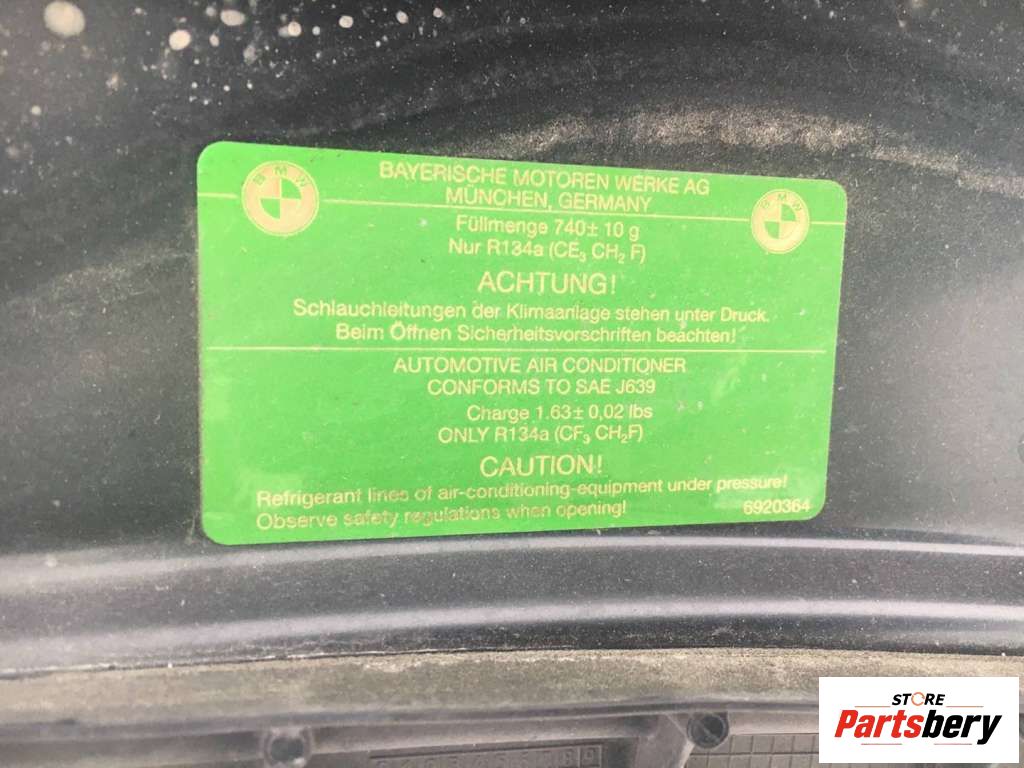 BMW
BAYERISCHE MOTOREN WERKE AG
MÜNCHEN, GERMANY
BMW
Füllmenge 740± 10 g
Nur R134a (CE₃ CH₂ F)
ACHTUNG!
Schlauchleitungen der Klimaanlage stehen unter Druck.
Beim Öffnen Sicherheitsvorschriften beachten!
AUTOMOTIVE AIR CONDITIONER
CONFORMS TO SAE J639
Charge 1.63± 0,02 lbs
ONLY R134a (CF₃ CH₂F)
CAUTION!
Refrigerant lines of air-conditioning-equipment under pressure!
Observe safety regulations when opening!
6920364
STORE
Partsbery